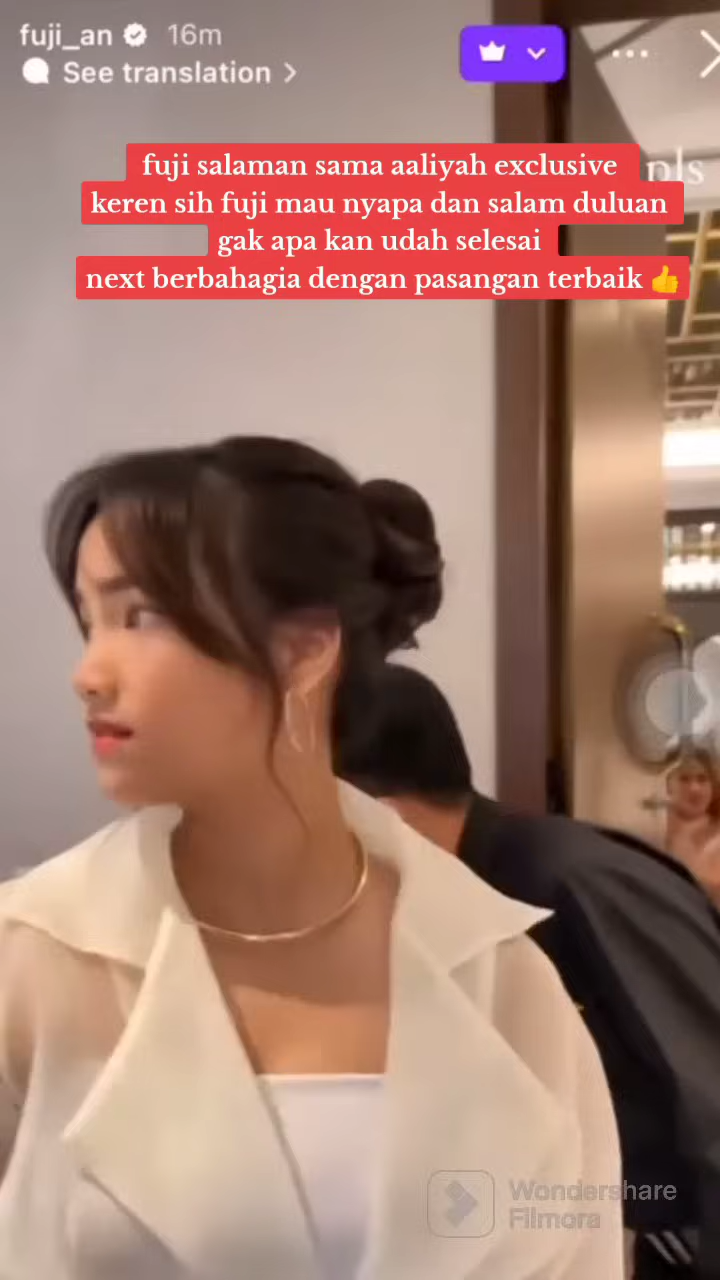 fuji_an 16m
See translation
pls
fuji salaman sama aaliyah exclusive
keren sih fuji mau nyapa dan salam duluan
gak apa kan udah selesai
next berbahagia dengan pasangan terbaik 👍
Wondershare
Filmora